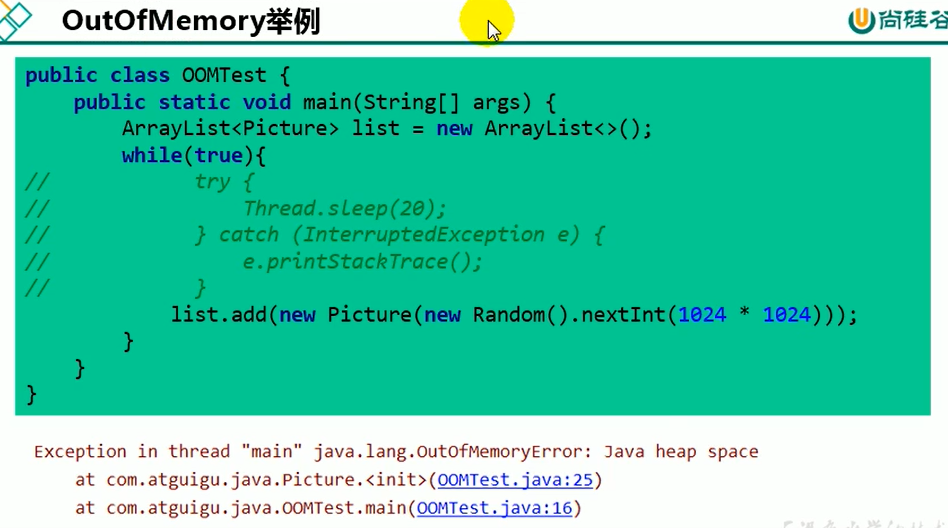 OutOfMemory举例
尚硅谷
public class OOMTest {
    public static void main(String[] args) {
        ArrayList<Picture> list = new ArrayList<>();
        while(true){
//            try {
//                Thread.sleep(20);
//            } catch (InterruptedException e) {
//                e.printStackTrace();
//            }
            list.add(new Picture(new Random().nextInt(1024 * 1024)));
        }
    }
}
Exception in thread "main" java.lang.OutOfMemoryError: Java heap space
    at com.atguigu.java.Picture.<init>(OOMTest.java:25)
    at com.atguigu.java.OOMTest.main(OOMTest.java:16)